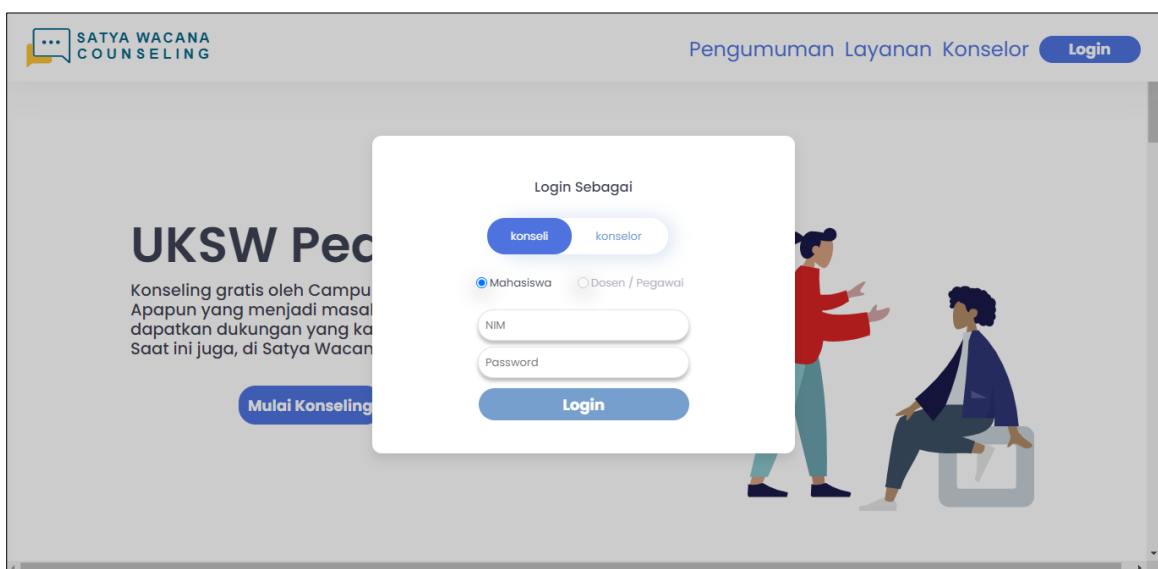 SATYA WACANA
COUNSELING
Pengumuman Layanan Konselor Login
Login Sebagai
konseli konselor
Mahasiswa Dosen / Pegawai
NIM
Password
Login
UKSW Pec
Konseling gratis oleh Campu
Apapun yang menjadi masal
dapatkan dukungan yang ka
Saat ini juga, di Satya Wacan
Mulai Konseling